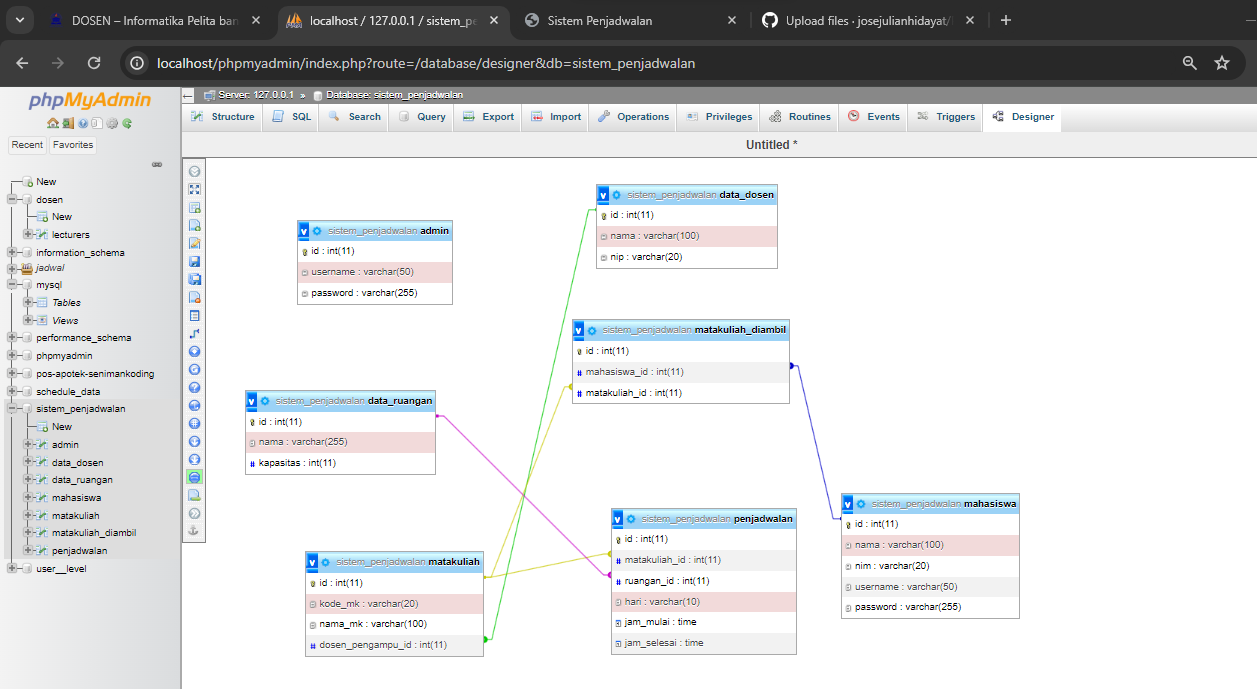 DOSEN – Informatika Pelita ban
localhost / 127.0.0.1 / sistem_pe
Sistem Penjadwalan
Upload files · josejulianhidayat/
localhost/phpmyadmin/index.php?route=/database/designer&db=sistem_penjadwalan
phpMyAdmin
Recent
Favorites
New
dosen
New
lecturers
information_schema
jadwal
mysql
Tables
Views
performance_schema
phpmyadmin
pos-apotek-senimankoding
schedule_data
sistem_penjadwalan
New
admin
data_dosen
data_ruangan
mahasiswa
matakuliah
matakuliah_diambil
penjadwalan
user__level
Server: 127.0.0.1 » Database: sistem_penjadwalan
Structure
SQL
Search
Query
Export
Import
Operations
Privileges
Routines
Events
Triggers
Designer
Untitled *
v sistem_penjadwalan data_dosen
id : int(11)
nama : varchar(100)
nip : varchar(20)
v sistem_penjadwalan admin
id : int(11)
username : varchar(50)
password : varchar(255)
v sistem_penjadwalan matakuliah_diambil
id : int(11)
# mahasiswa_id : int(11)
# matakuliah_id : int(11)
v sistem_penjadwalan data_ruangan
id : int(11)
nama : varchar(255)
# kapasitas : int(11)
v sistem_penjadwalan mahasiswa
id : int(11)
nama : varchar(100)
nim : varchar(20)
username : varchar(50)
password : varchar(255)
v sistem_penjadwalan penjadwalan
id : int(11)
# matakuliah_id : int(11)
# ruangan_id : int(11)
hari : varchar(10)
jam_mulai : time
jam_selesai : time
v sistem_penjadwalan matakuliah
id : int(11)
kode_mk : varchar(20)
nama_mk : varchar(100)
# dosen_pengampu_id : int(11)